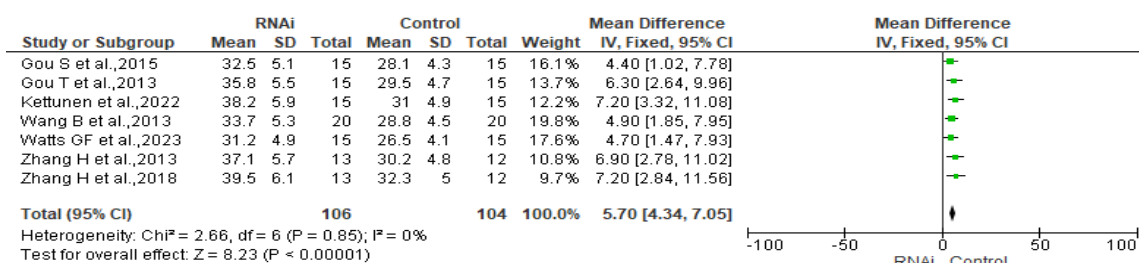 RNAi Control Mean Difference Mean Difference
Study or Subgroup Mean SD Total Mean SD Total Weight IV, Fixed, 95% CI IV, Fixed, 95% CI
Gou S et al.,2015 32.5 5.1 15 28.1 4.3 15 16.1% 4.40 [1.02, 7.78]
Gou T et al.,2013 35.8 5.5 15 29.5 4.7 15 13.7% 6.30 [2.64, 9.96]
Kettunen et al.,2022 38.2 5.9 15 31 4.9 15 12.2% 7.20 [3.32, 11.08]
Wang B et al.,2013 33.7 5.3 20 28.8 4.5 20 19.8% 4.90 [1.85, 7.95]
Watts GF et al.,2023 31.2 4.9 15 26.5 4.1 15 17.6% 4.70 [1.47, 7.93]
Zhang H et al.,2013 37.1 5.7 13 30.2 4.8 12 10.8% 6.90 [2.78, 11.02]
Zhang H et al.,2018 39.5 6.1 13 32.3 5 12 9.7% 7.20 [2.84, 11.56]
Total (95% CI) 106 104 100.0% 5.70 [4.34, 7.05]
Heterogeneity: Chi² = 2.66, df = 6 (P = 0.85); I² = 0%
Test for overall effect: Z = 8.23 (P < 0.00001)
-100 -50 0 50 100
RNAi Control